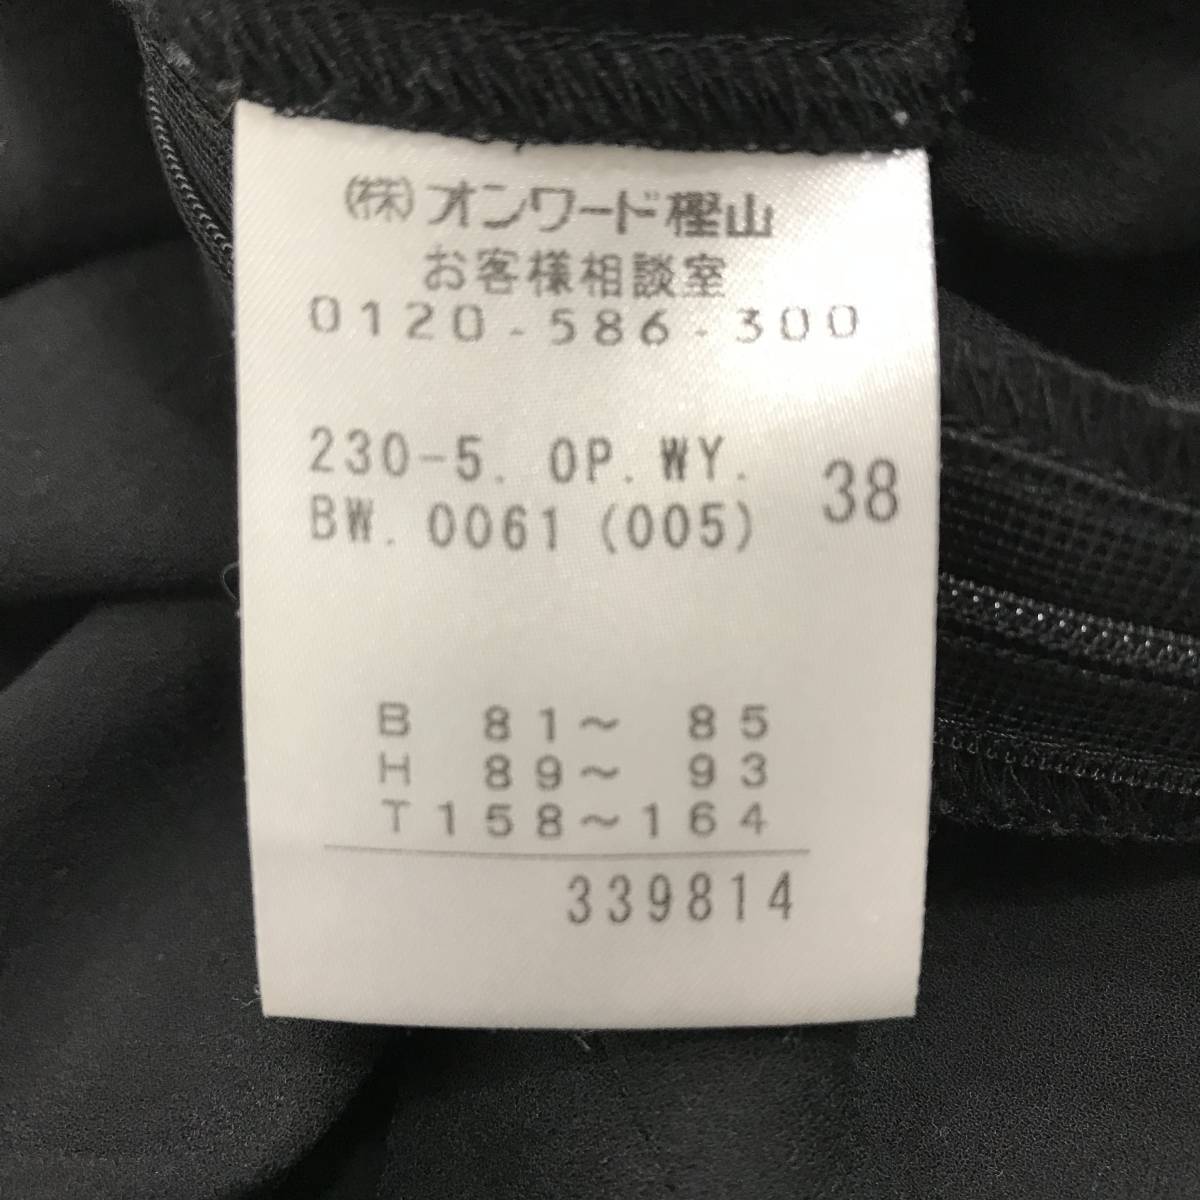 (株)オンワード樫山
お客様相談室
0120-586-300
230-5. OP. WY.
BW. 0061 (005)
38
B 81~ 85
H 89~ 93
T158~164
339814